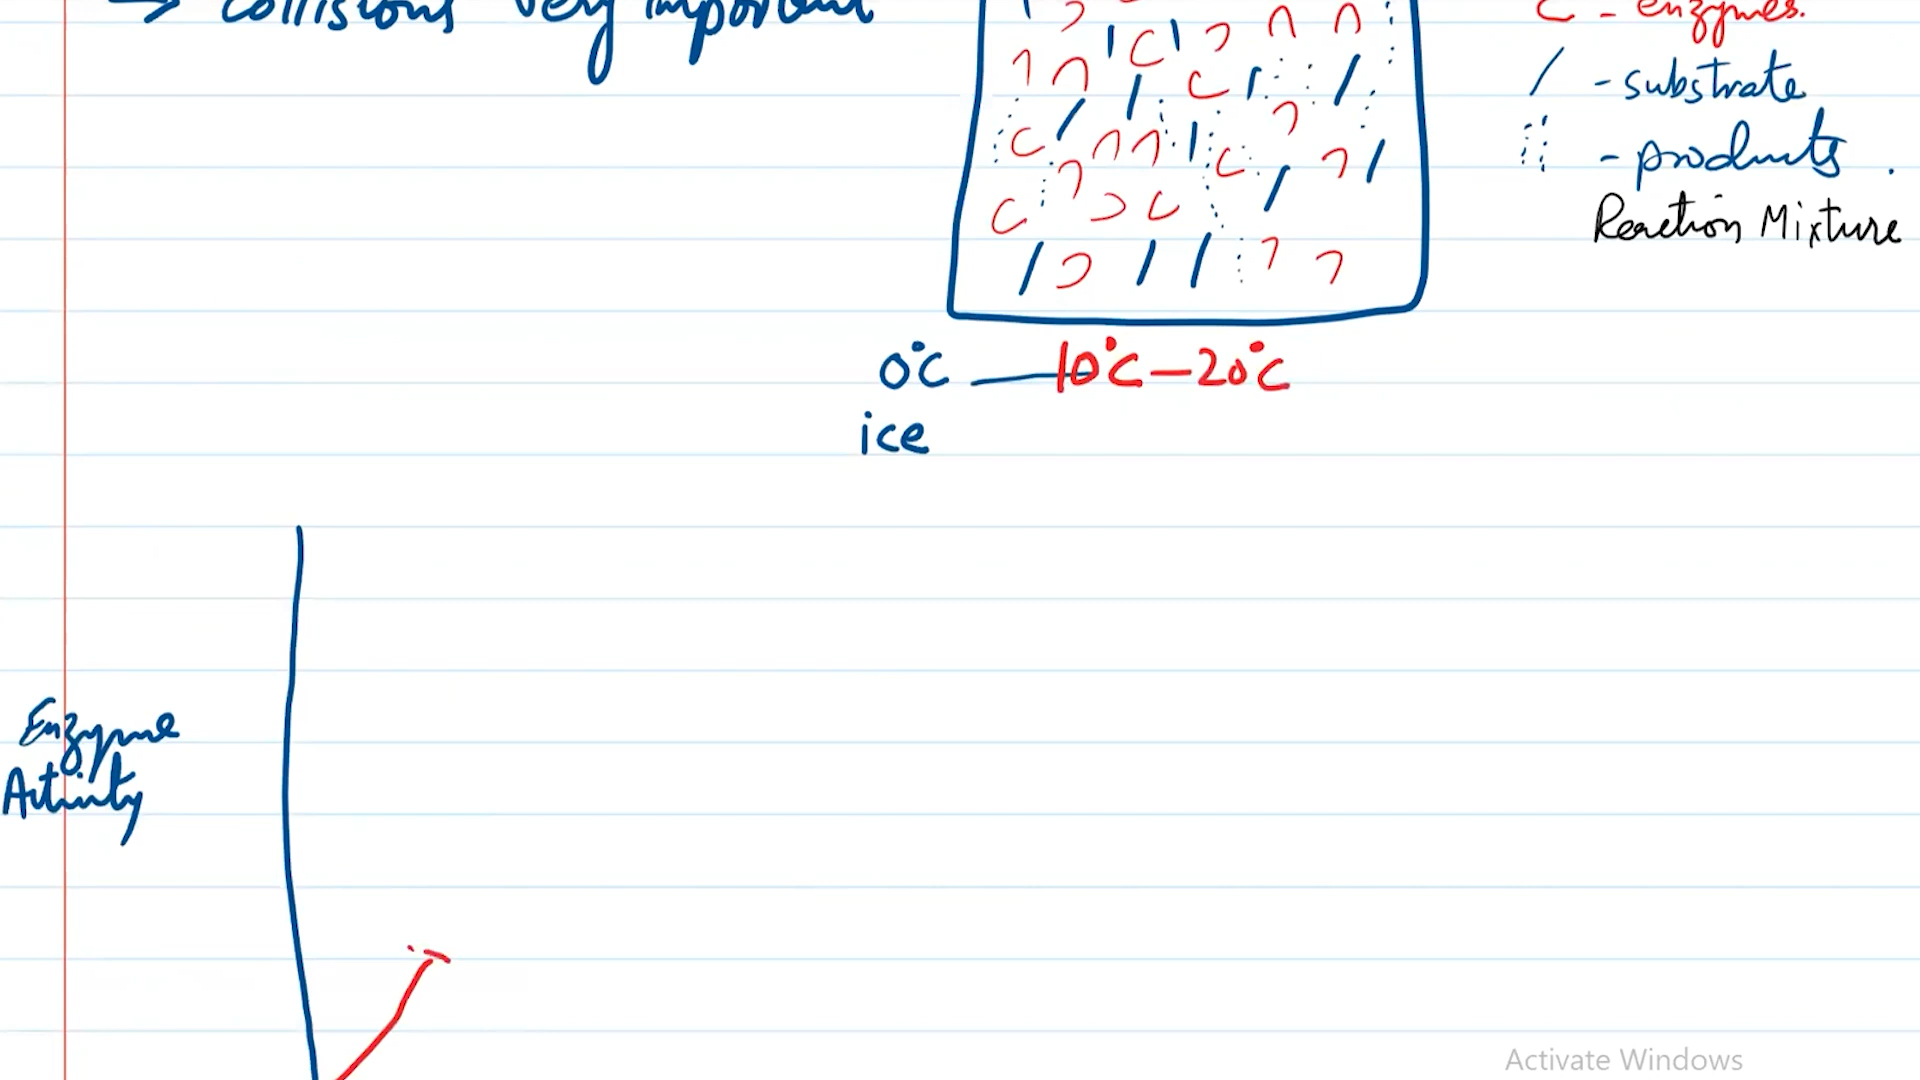 → Collisions very important
C - enzymes.
/ - substrate
- products.
Reaction Mixture
0°C — 10°C - 20°C
ice
Enzyme
Activity
Activate Windows